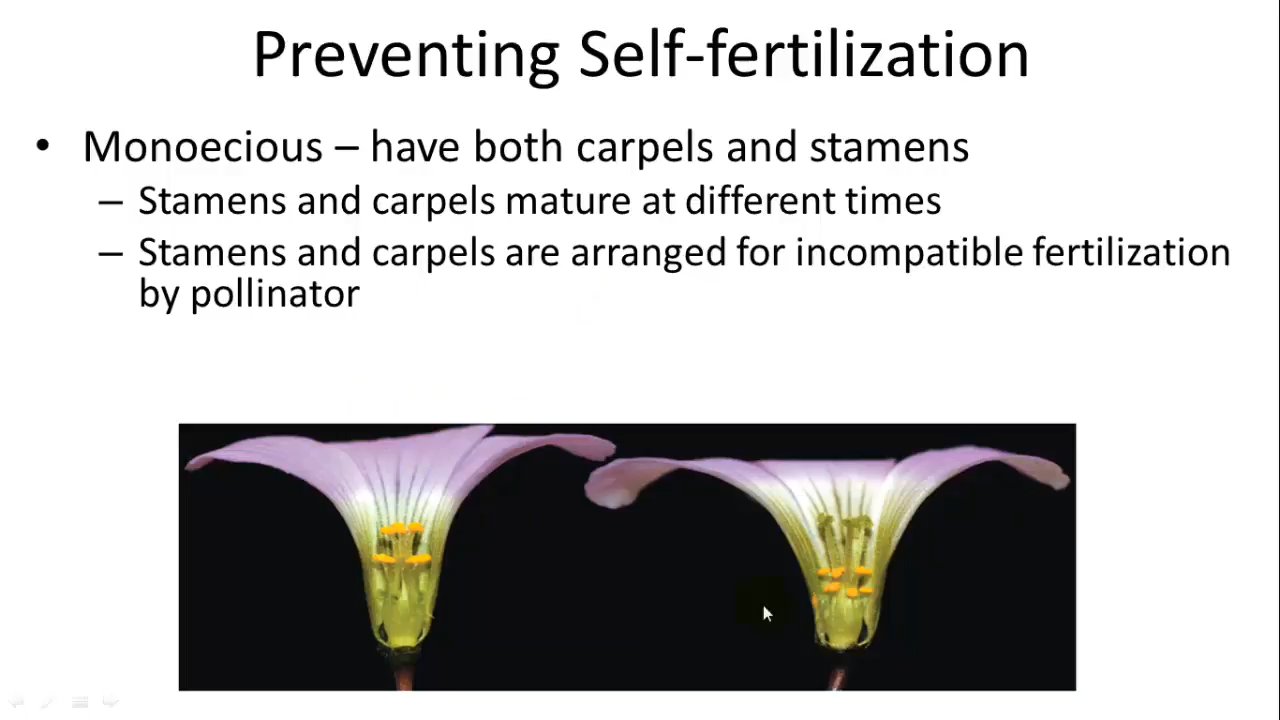 Preventing Self-fertilization
• Monoecious – have both carpels and stamens
– Stamens and carpels mature at different times
– Stamens and carpels are arranged for incompatible fertilization
by pollinator